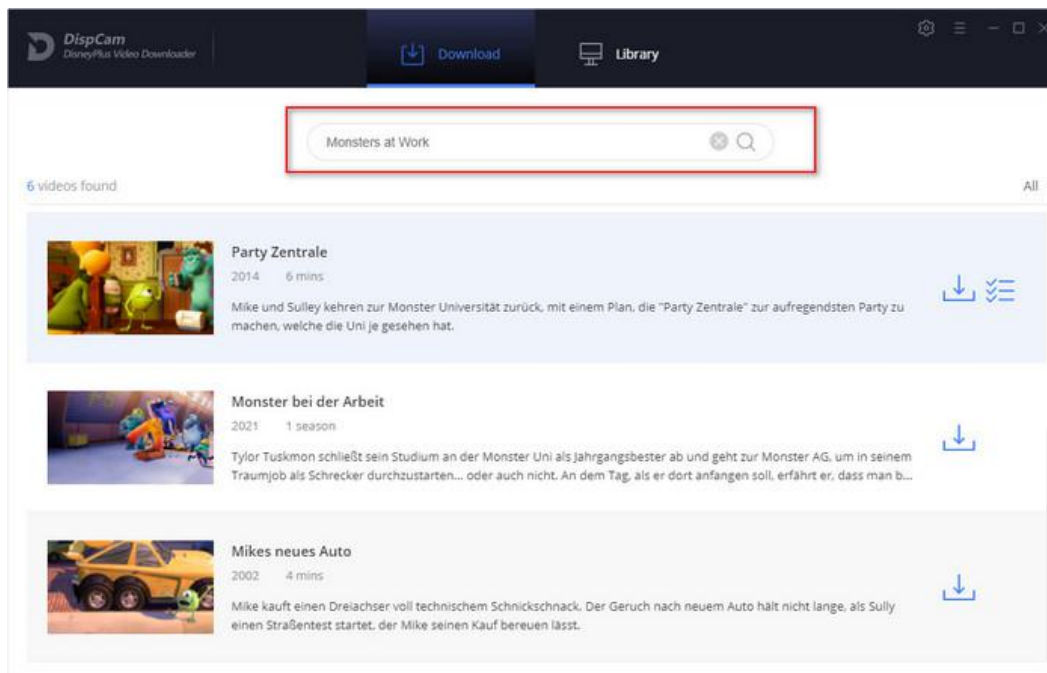 DispCam
DisneyPlus Video Downloader
Download
Library
Monsters at Work
6 videos found
All
Party Zentrale
2014 6 mins
Mike und Sulley kehren zur Monster Universität zurück, mit einem Plan, die "Party Zentrale" zur aufregendsten Party zu
machen, welche die Uni je gesehen hat.
Monster bei der Arbeit
2021 1 season
Tylor Tuskmon schließt sein Studium an der Monster Uni als Jahrgangsbester ab und geht zur Monster AG, um in seinem
Traumjob als Schrecker durchzustarten... oder auch nicht. An dem Tag, als er dort anfangen soll, erfährt er, dass man b...
Mikes neues Auto
2002 4 mins
Mike kauft einen Dreiachser voll technischem Schnickschnack. Der Geruch nach neuem Auto hält nicht lange, als Sully
einen Straßentest startet, der Mike seinen Kauf bereuen lässt.